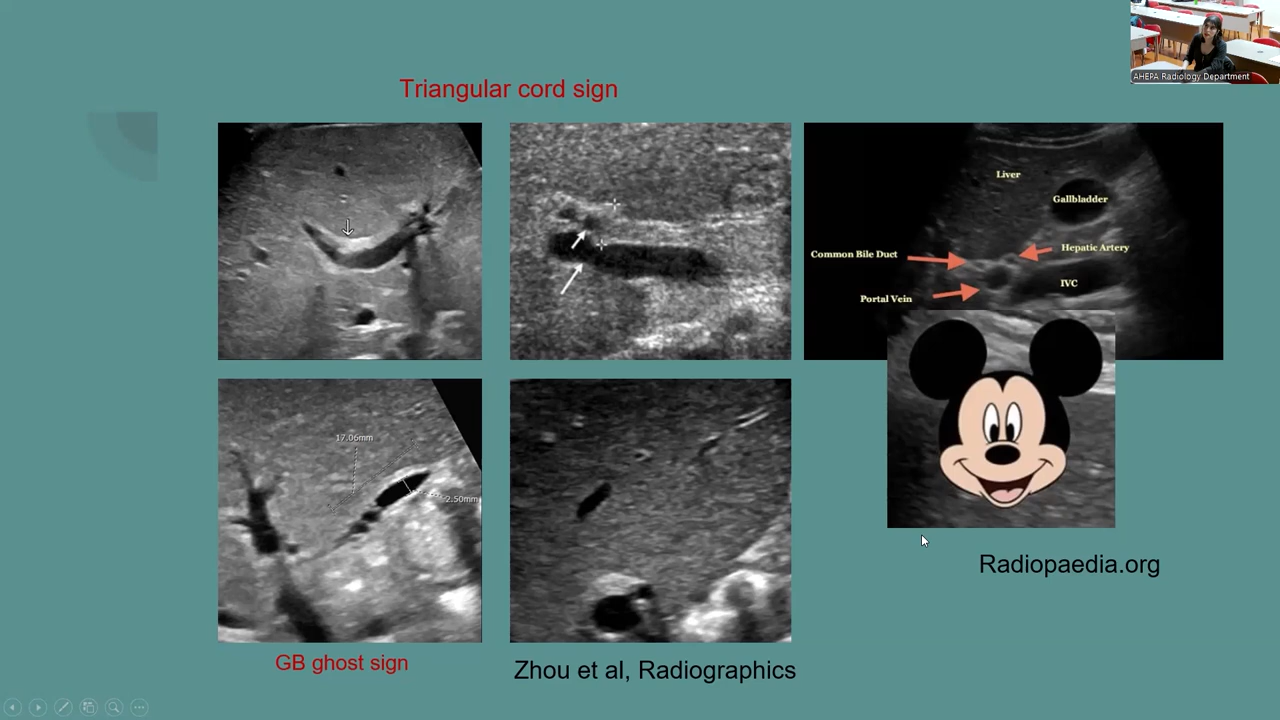 AHEPA Radiology Department
Triangular cord sign
Liver
Gallbladder
Common Bile Duct
Hepatic Artery
IVC
Portal Vein
17.06mm
2.50mm
Radiopaedia.org
GB ghost sign
Zhou et al, Radiographics